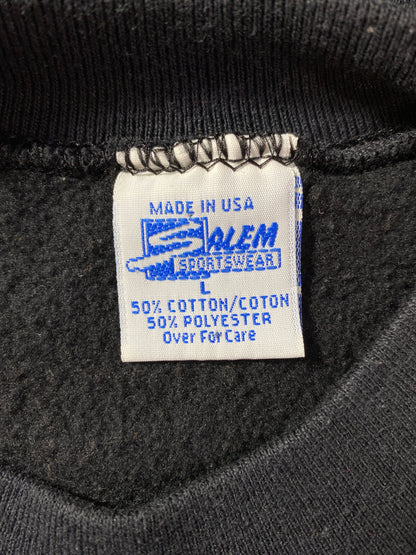 MADE IN USA
SALEM
SPORTSWEAR
L
50% COTTON/COTON
50% POLYESTER
Over For Care